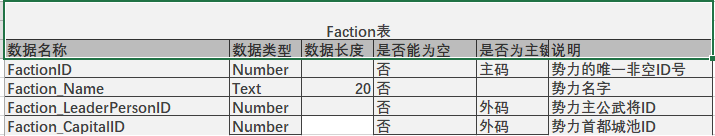 Faction表
数据名称 数据类型 数据长度 是否能为空 是否为主键 说明
FactionID Number 否 主码 势力的唯一非空ID号
Faction_Name Text 20 否 势力名字
Faction_LeaderPersonID Number 否 外码 势力主公武将ID
Faction_CapitalID Number 否 外码 势力首都城池ID